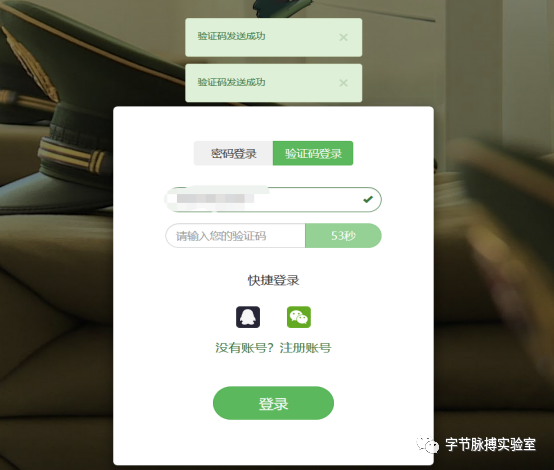 验证码发送成功 ×
验证码发送成功 ×
密码登录 验证码登录
请输入您的验证码 53秒
快捷登录
没有账号？注册账号
登录
字节脉搏实验室